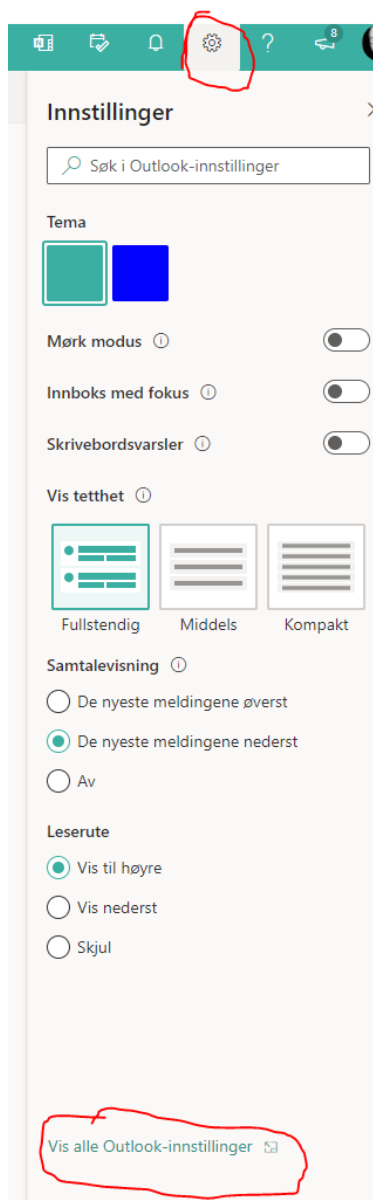 8
Innstillinger
Søk i Outlook-innstillinger
Tema
Mørk modus
Innboks med fokus
Skrivebordsvarsler
Vis tetthet
Fullstendig Middels Kompakt
Samtalevisning
De nyeste meldingene øverst
De nyeste meldingene nederst
Av
Leserute
Vis til høyre
Vis nederst
Skjul
Vis alle Outlook-innstillinger